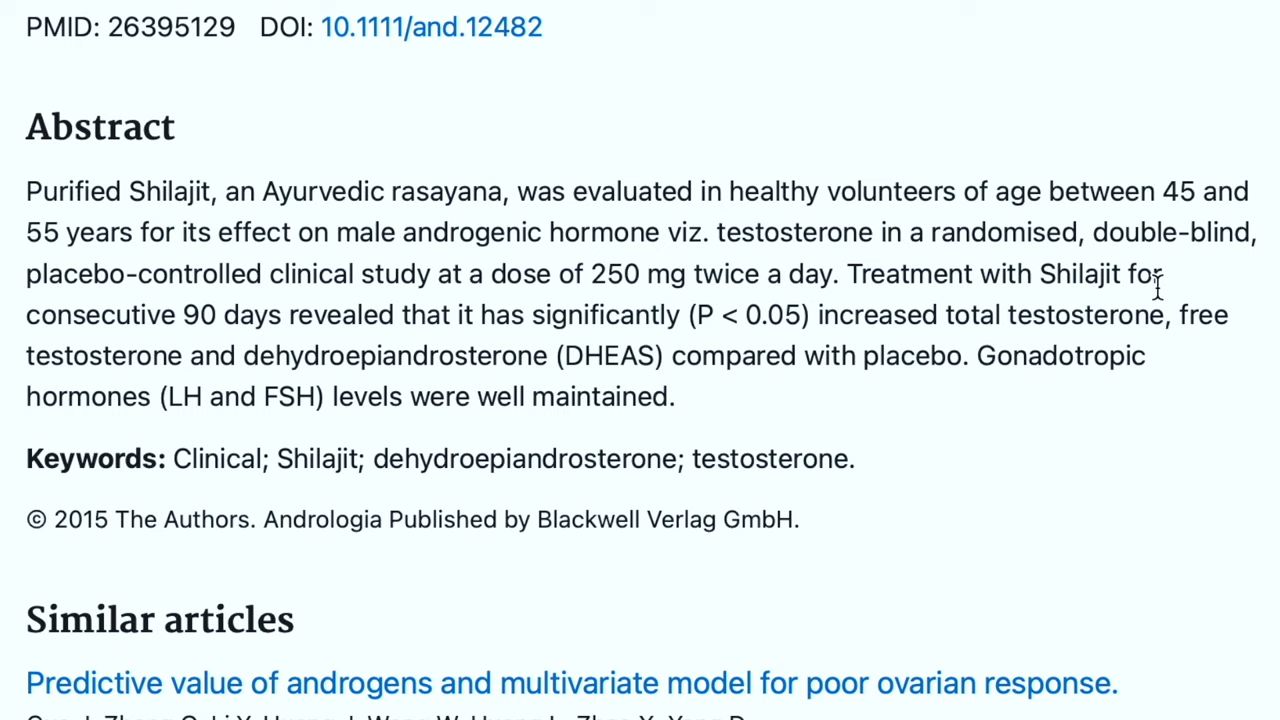 PMID: 26395129 DOI: 10.1111/and.12482
Abstract
Purified Shilajit, an Ayurvedic rasayana, was evaluated in healthy volunteers of age between 45 and
55 years for its effect on male androgenic hormone viz. testosterone in a randomised, double-blind,
placebo-controlled clinical study at a dose of 250 mg twice a day. Treatment with Shilajit for
consecutive 90 days revealed that it has significantly (P < 0.05) increased total testosterone, free
testosterone and dehydroepiandrosterone (DHEAS) compared with placebo. Gonadotropic
hormones (LH and FSH) levels were well maintained.
Keywords: Clinical; Shilajit; dehydroepiandrosterone; testosterone.
© 2015 The Authors. Andrologia Published by Blackwell Verlag GmbH.
Similar articles
Predictive value of androgens and multivariate model for poor ovarian response.